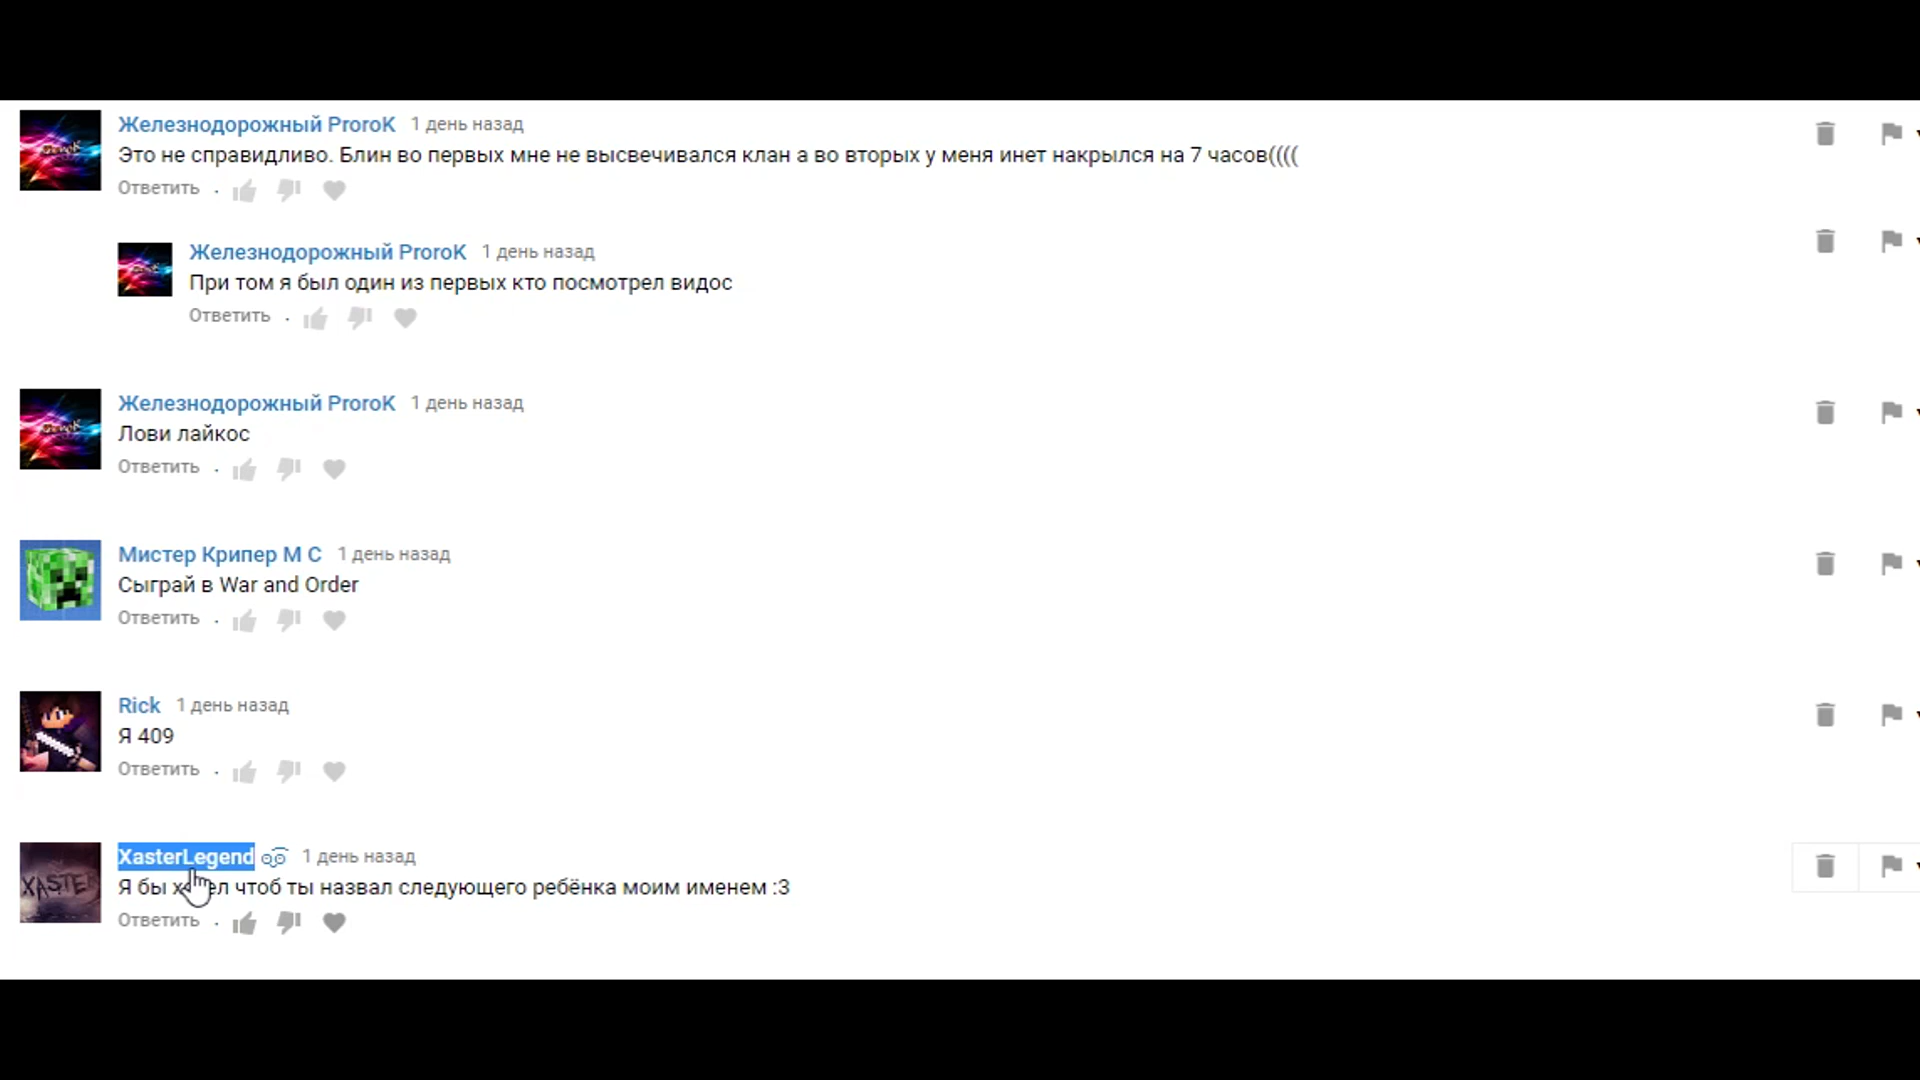 Железнодорожный ProroK 1 день назад
Это не справидливо. Блин во первых мне не высвечивался клан а во вторых у меня инет накрылся на 7 часов((((
Ответить .
Железнодорожный ProroK 1 день назад
При том я был один из первых кто посмотрел видос
Ответить .
Железнодорожный ProroK 1 день назад
Лови лайкос
Ответить .
Мистер Крипер М С 1 день назад
Сыграй в War and Order
Ответить .
Rick 1 день назад
Я 409
Ответить .
XASTER
XasterLegend 1 день назад
Я бы хотел чтоб ты назвал следующего ребёнка моим именем :3
Ответить .